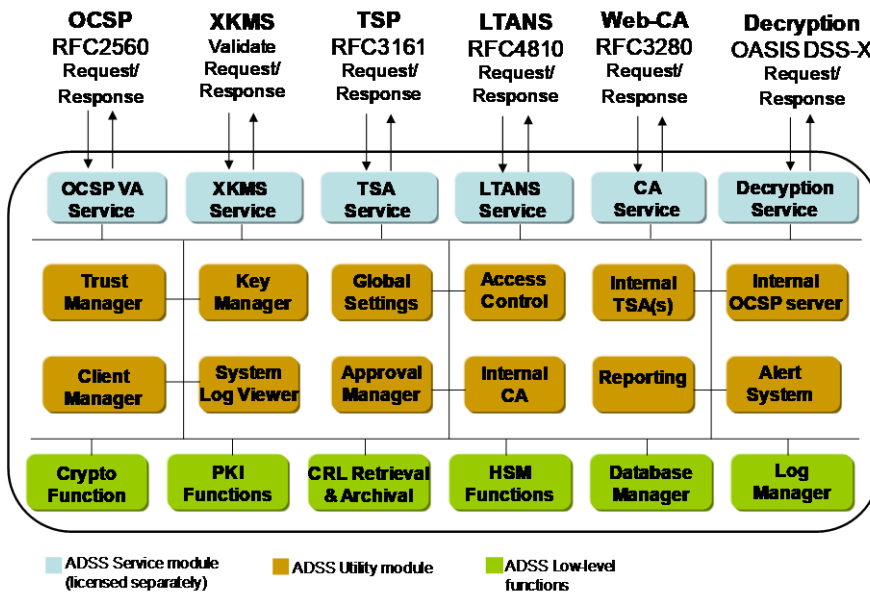 OCSP
RFC2560
Request/
Response
XKMS
Validate
Request/
Response
TSP
RFC3161
Request/
Response
LTANS
RFC4810
Request/
Response
Web-CA
RFC3280
Request/
Response
Decryption
OASIS DSS-X
Request/
Response
OCSP VA
Service
XKMS
Service
TSA
Service
LTANS
Service
CA
Service
Decryption
Service
Trust
Manager
Key
Manager
Global
Settings
Access
Control
Internal
TSA(s)
Internal
OCSP server
Client
Manager
System
Log Viewer
Approval
Manager
Internal
CA
Reporting
Alert
System
Crypto
Function
PKI
Functions
CRL Retrieval
& Archival
HSM
Functions
Database
Manager
Log
Manager
ADSS Service module
(licensed separately)
ADSS Utility module
ADSS Low-level
functions